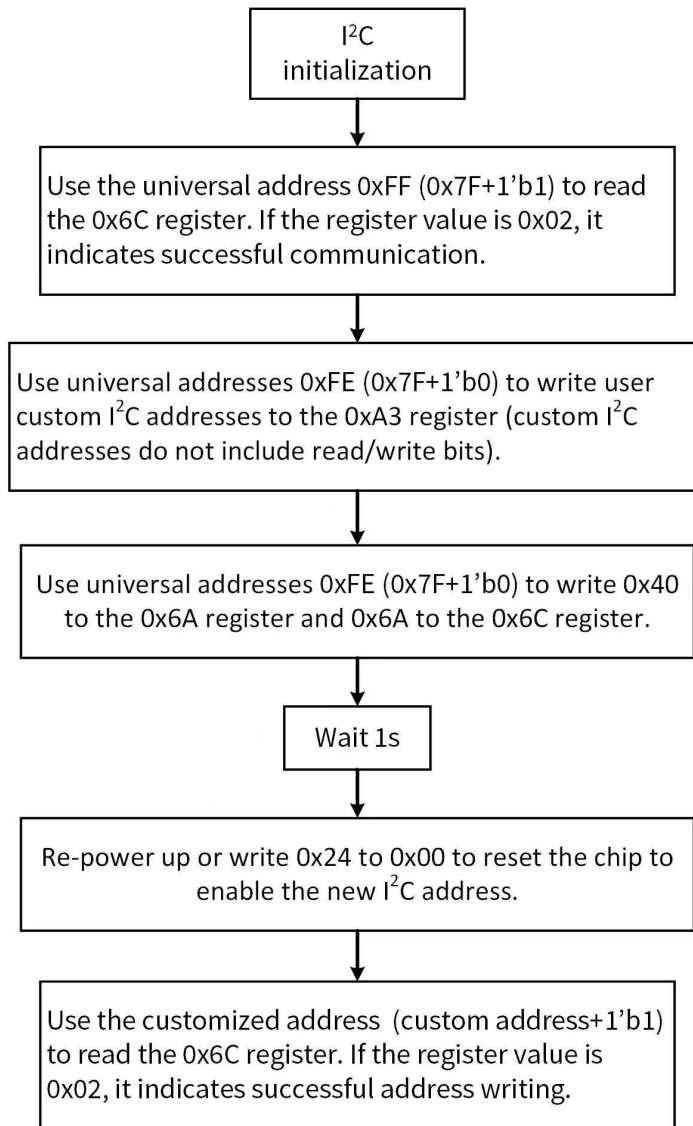 I²C
initialization
Use the universal address 0xFF (0x7F+1’b1) to read
the 0x6C register. If the register value is 0x02, it
indicates successful communication.
Use universal addresses 0xFE (0x7F+1’b0) to write user
custom I²C addresses to the 0xA3 register (custom I²C
addresses do not include read/write bits).
Use universal addresses 0xFE (0x7F+1’b0) to write 0x40
to the 0x6A register and 0x6A to the 0x6C register.
Wait 1s
Re-power up or write 0x24 to 0x00 to reset the chip to
enable the new I²C address.
Use the customized address (custom address+1’b1)
to read the 0x6C register. If the register value is
0x02, it indicates successful address writing.